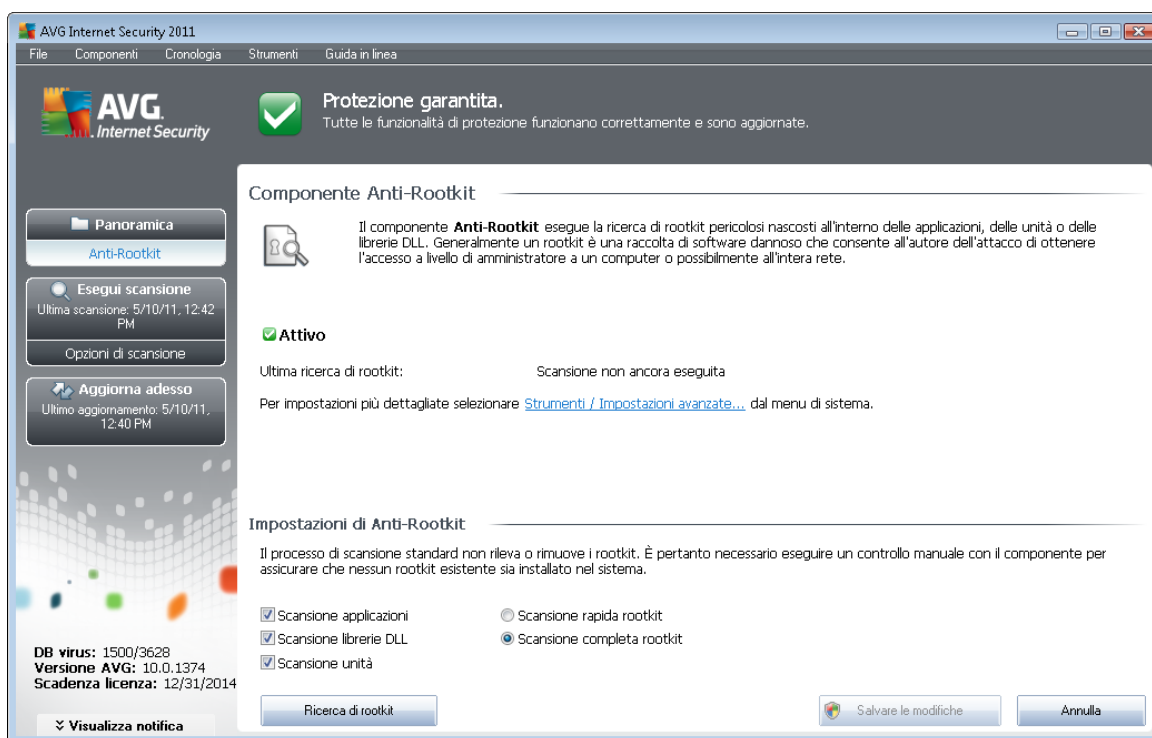 AVG Internet Security 2011
File Componenti Cronologia Strumenti Guida in linea
AVG.
Internet Security
Protezione garantita.
Tutte le funzionalità di protezione funzionano correttamente e sono aggiornate.
Panoramica
Anti-Rootkit
Esegui scansione
Ultima scansione: 5/10/11, 12:42
PM
Opzioni di scansione
Aggiorna adesso
Ultimo aggiornamento: 5/10/11,
12:40 PM
DB virus: 1500/3628
Versione AVG: 10.0.1374
Scadenza licenza: 12/31/2014
Visualizza notifica
Componente Anti-Rootkit
Il componente Anti-Rootkit esegue la ricerca di rootkit pericolosi nascosti all'interno delle applicazioni, delle unità o delle
librerie DLL. Generalmente un rootkit è una raccolta di software dannoso che consente all'autore dell'attacco di ottenere
l'accesso a livello di amministratore a un computer o possibilmente all'intera rete.
Attivo
Ultima ricerca di rootkit: Scansione non ancora eseguita
Per impostazioni più dettagliate selezionare Strumenti / Impostazioni avanzate... dal menu di sistema.
Impostazioni di Anti-Rootkit
Il processo di scansione standard non rileva o rimuove i rootkit. È pertanto necessario eseguire un controllo manuale con il componente per
assicurare che nessun rootkit esistente sia installato nel sistema.
Scansione applicazioni Scansione rapida rootkit
Scansione librerie DLL Scansione completa rootkit
Scansione unità
Ricerca di rootkit Salvare le modifiche Annulla